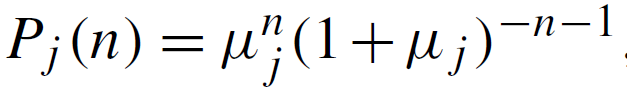 P_j(n) = μ_j^n(1 + μ_j)^{−n−1},